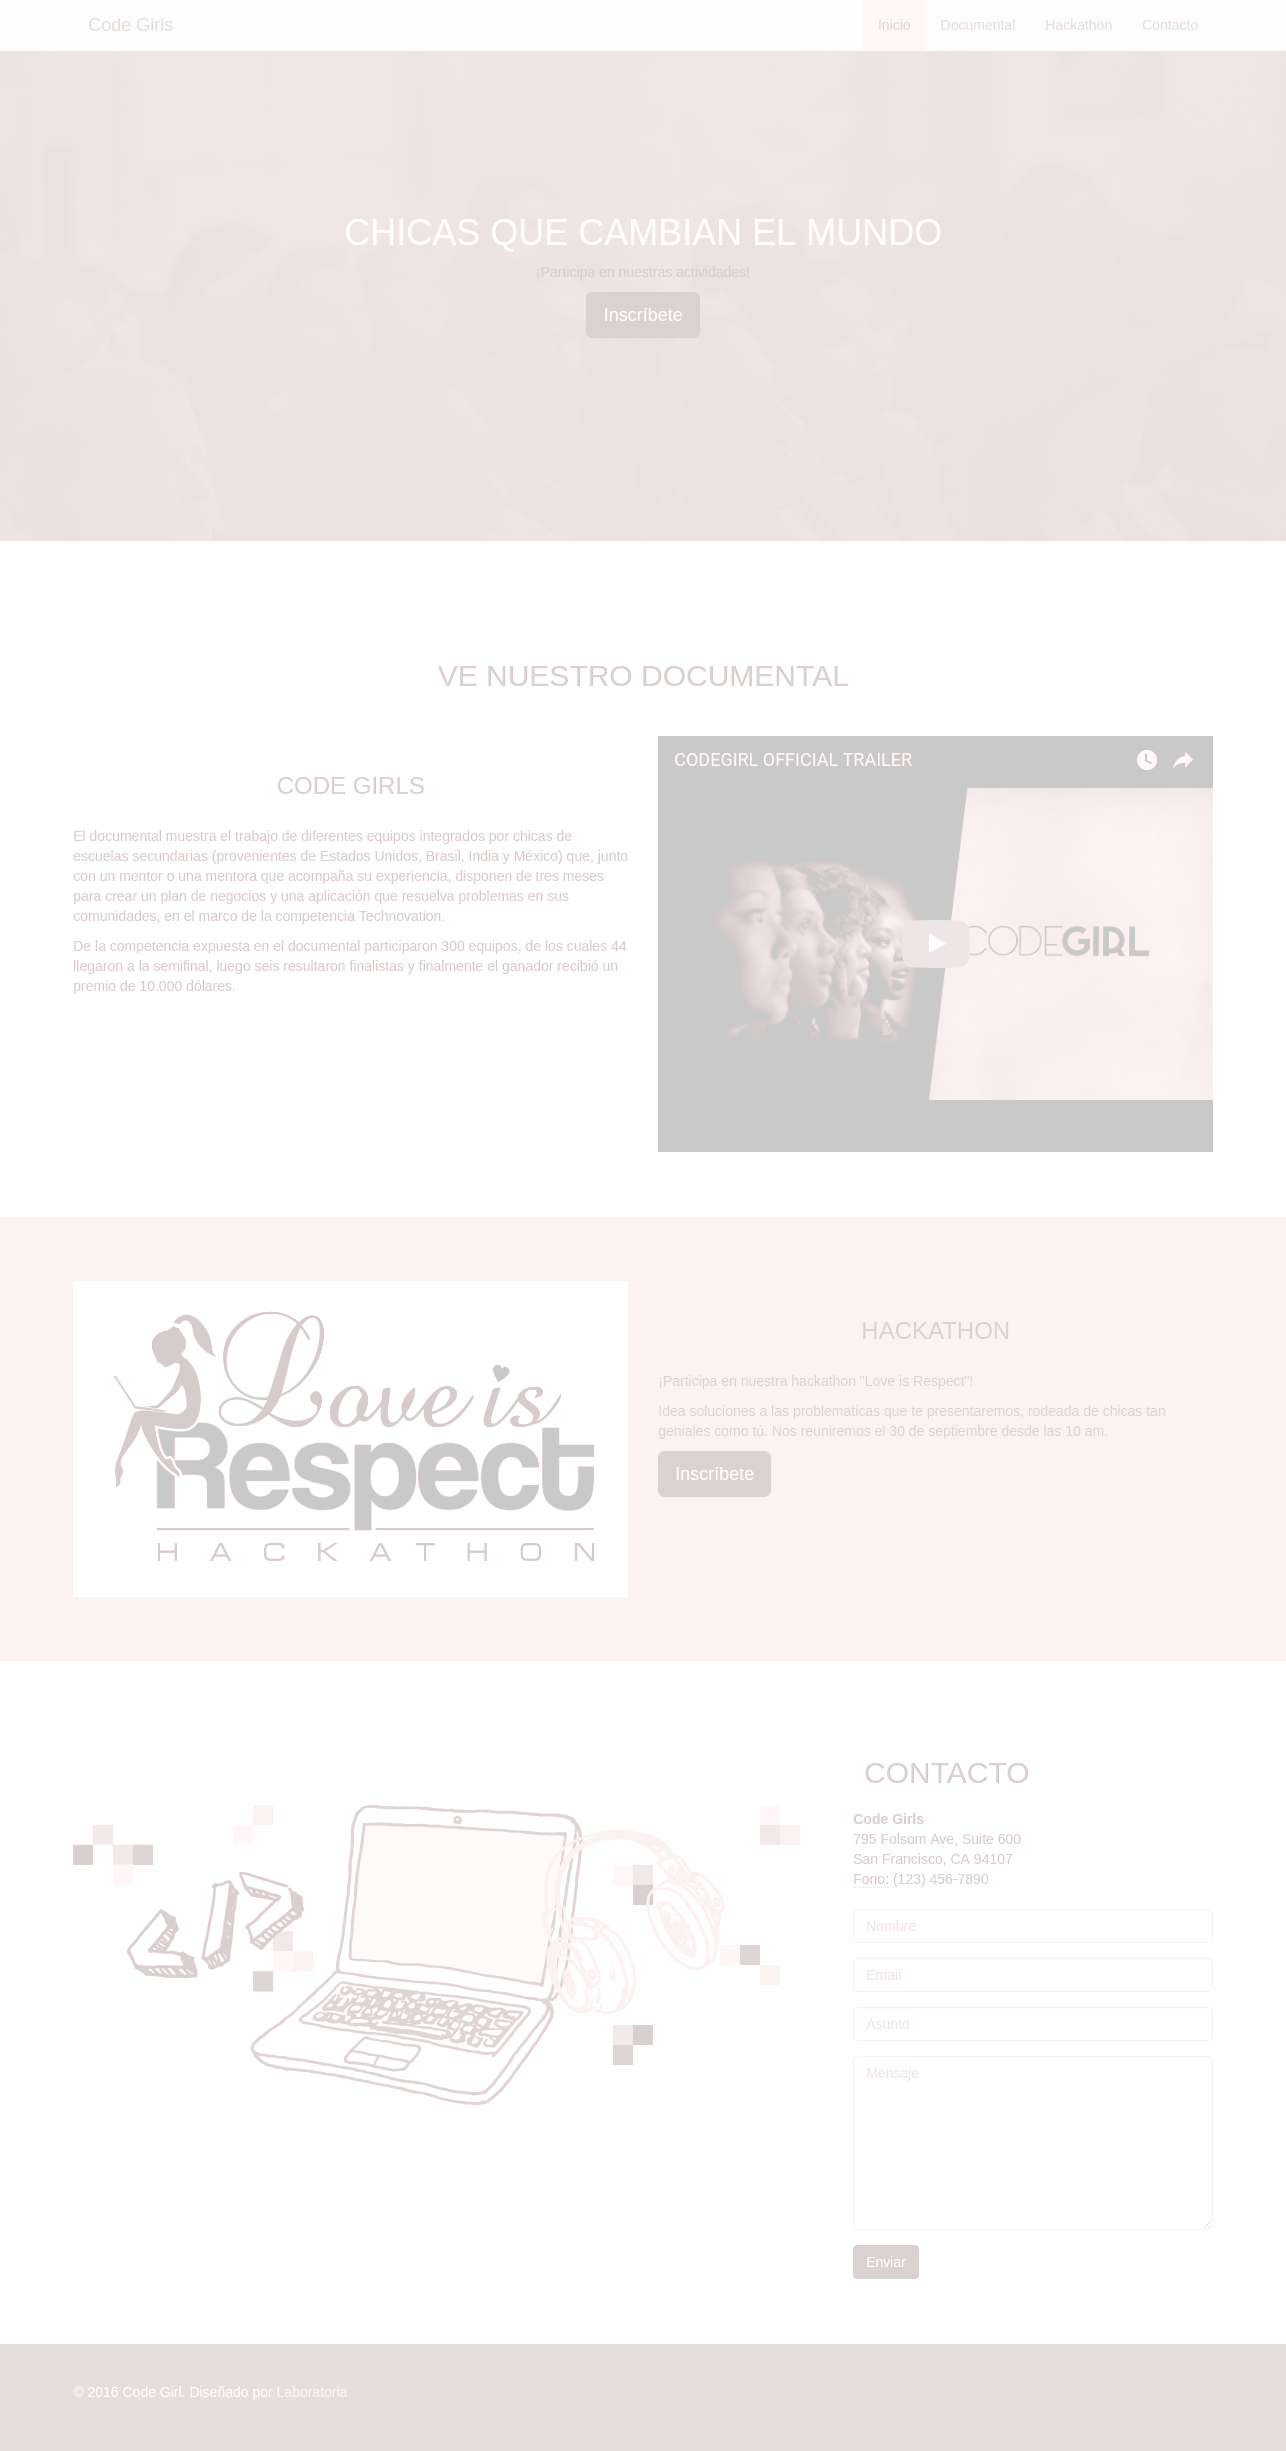 Code Girls
Inicio Documental Hackathon Contacto
CHICAS QUE CAMBIAN EL MUNDO
¡Participa en nuestras actividades!
Inscríbete
VE NUESTRO DOCUMENTAL
CODE GIRLS
El documental muestra el trabajo de diferentes equipos integrados por chicas de
escuelas secundarias (provenientes de Estados Unidos, Brasil, India y México) que, junto
con un mentor o una mentora que acompaña su experiencia, disponen de tres meses
para crear un plan de negocios y una aplicación que resuelva problemas en sus
comunidades, en el marco de la competencia Technovation.
De la competencia expuesta en el documental participaron 300 equipos, de los cuales 44
llegaron a la semifinal, luego seis resultaron finalistas y finalmente el ganador recibió un
premio de 10.000 dólares.
CODEGIRL OFFICIAL TRAILER
CODEGIRL
Love is
Respect
HACKATHON
HACKATHON
¡Participa en nuestra hackathon "Love is Respect"!
Idea soluciones a las problematicas que te presentaremos, rodeada de chicas tan
geniales como tú. Nos reuniremos el 30 de septiembre desde las 10 am.
Inscríbete
CONTACTO
Code Girls
795 Folsom Ave, Suite 600
San Francisco, CA 94107
Fono: (123) 456-7890
Nombre
Email
Asunto
Mensaje
Enviar
© 2016 Code Girl. Diseñado por Laboratoria